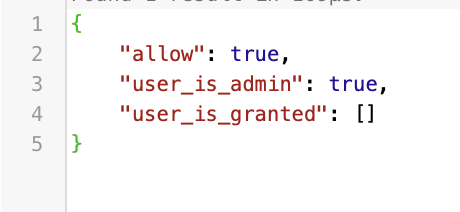 1 {
2 "allow": true,
3 "user_is_admin": true,
4 "user_is_granted": []
5 }